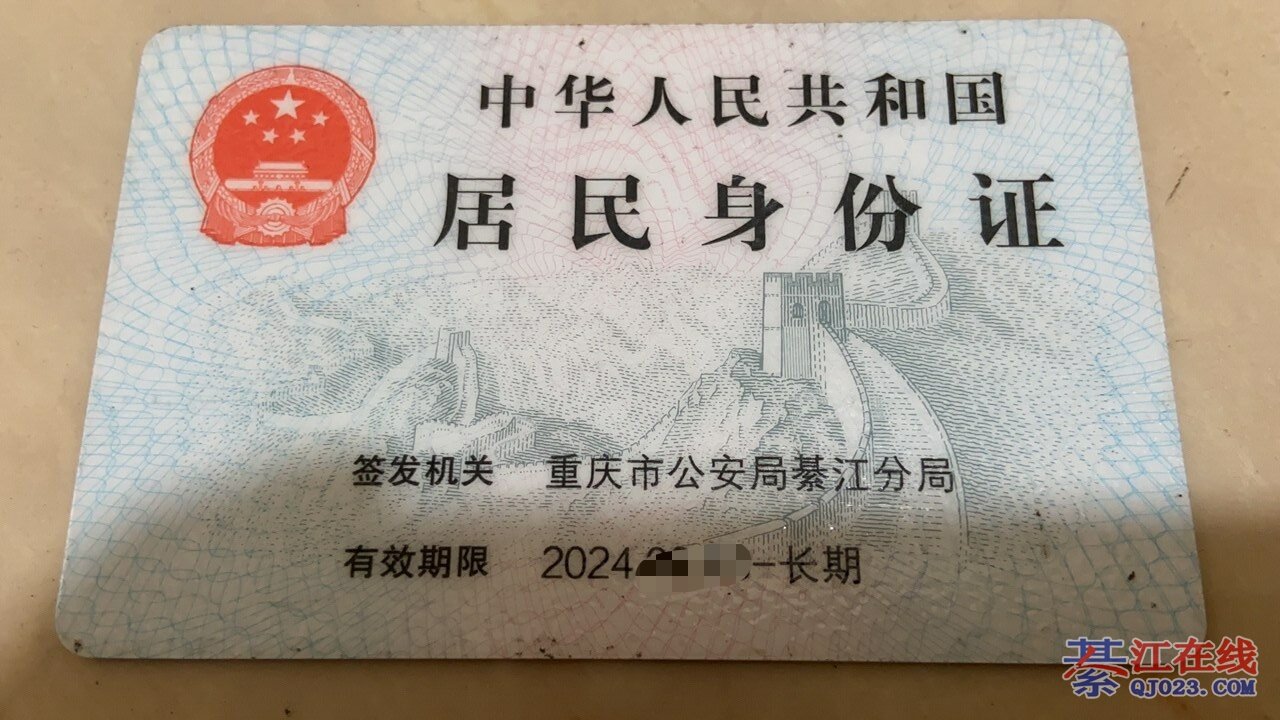 中华人民共和国
居民身份证
签发机关 重庆市公安局綦江分局
有效期限 2024 -长期
綦江在线
QJ023.COM